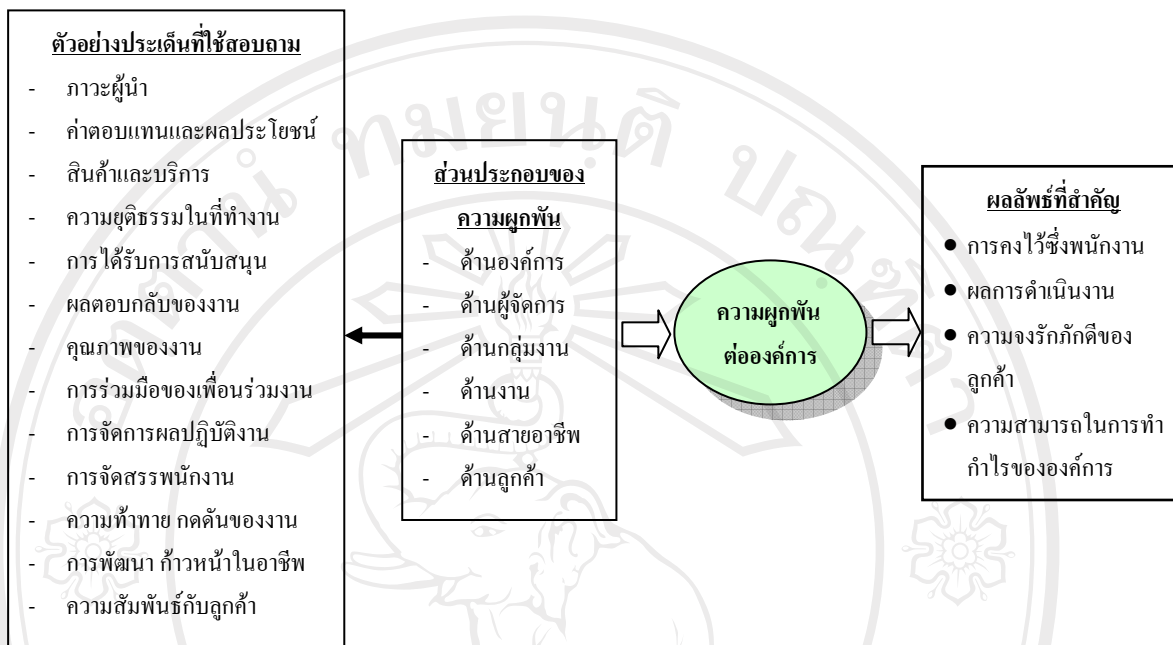 ตัวอย่างประเด็นที่ใช้สอบถาม
- ภาวะผู้นำ
- ค่าตอบแทนและผลประโยชน์
- สินค้าและบริการ
- ความยุติธรรมในที่ทำงาน
- การได้รับการสนับสนุน
- ผลตอบกลับของงาน
- คุณภาพของงาน
- การร่วมมือของเพื่อนร่วมงาน
- การจัดการผลปฏิบัติงาน
- การจัดสรรพนักงาน
- ความท้าทาย กดดันของงาน
- การพัฒนา ก้าวหน้าในอาชีพ
- ความสัมพันธ์กับลูกค้า
ส่วนประกอบของ
ความผูกพัน
- ด้านองค์การ
- ด้านผู้จัดการ
- ด้านกลุ่มงาน
- ด้านงาน
- ด้านสายอาชีพ
- ด้านลูกค้า
ความผูกพัน
ต่อองค์การ
ผลลัพธ์ที่สำคัญ
● การคงไว้ซึ่งพนักงาน
● ผลการดำเนินงาน
● ความจงรักภักดีของ
ลูกค้า
● ความสามารถในการทำ
กำไรขององค์การ